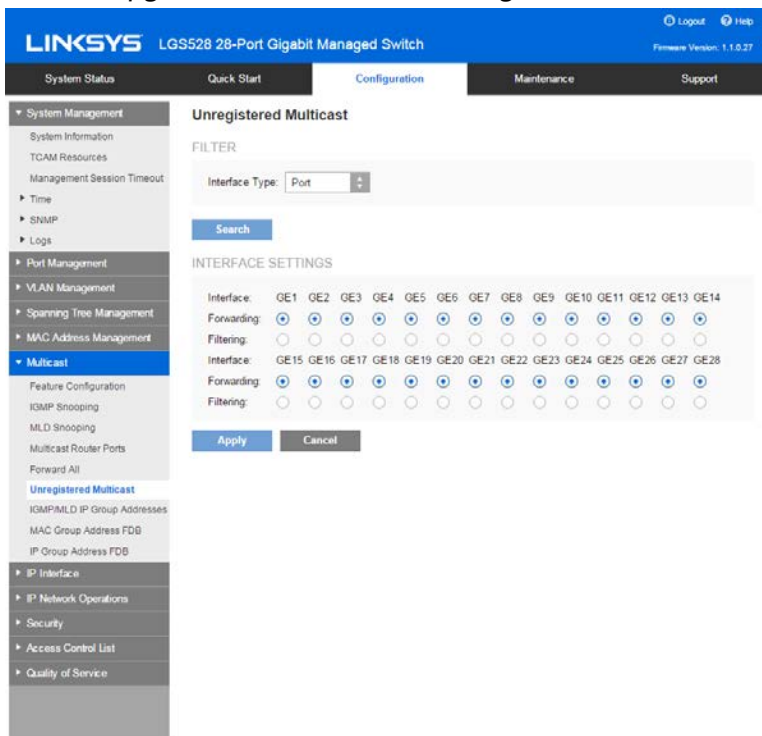 Logout Help
LINKSYS LGS528 28-Port Gigabit Managed Switch
Firmware Version: 1.1.0.27
System Status Quick Start Configuration Maintenance Support
System Management
System Information
TCAM Resources
Management Session Timeout
Time
SNMP
Logs
Port Management
VLAN Management
Spanning Tree Management
MAC Address Management
Multicast
Feature Configuration
IGMP Snooping
MLD Snooping
Multicast Router Ports
Forward All
Unregistered Multicast
IGMP/MLD IP Group Addresses
MAC Group Address FDB
IP Group Address FDB
IP Interface
IP Network Operations
Security
Access Control List
Quality of Service
Unregistered Multicast
FILTER
Interface Type: Port
Search
INTERFACE SETTINGS
Interface: GE1 GE2 GE3 GE4 GE5 GE6 GE7 GE8 GE9 GE10 GE11 GE12 GE13 GE14
Forwarding:
Filtering:
Interface: GE15 GE16 GE17 GE18 GE19 GE20 GE21 GE22 GE23 GE24 GE25 GE26 GE27 GE28
Forwarding:
Filtering:
Apply Cancel